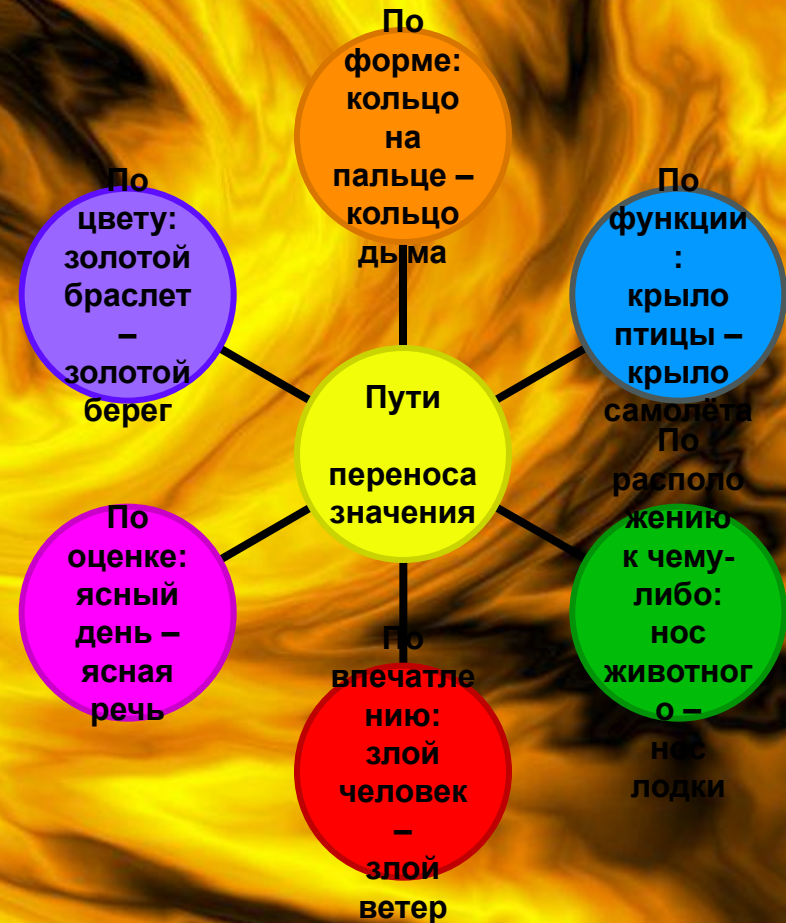 По
форме:
кольцо
на
пальце –
кольцо
дыма
По
функции
:
крыло
птицы –
крыло
самолёта
По
располо
жению
к чему-
либо:
нос
животног
о –
нос
лодки
По
впечатле
нию:
злой
человек
–
злой
ветер
По
оценке:
ясный
день –
ясная
речь
По
цвету:
золотой
браслет
–
золотой
берег
Пути
переноса
значения